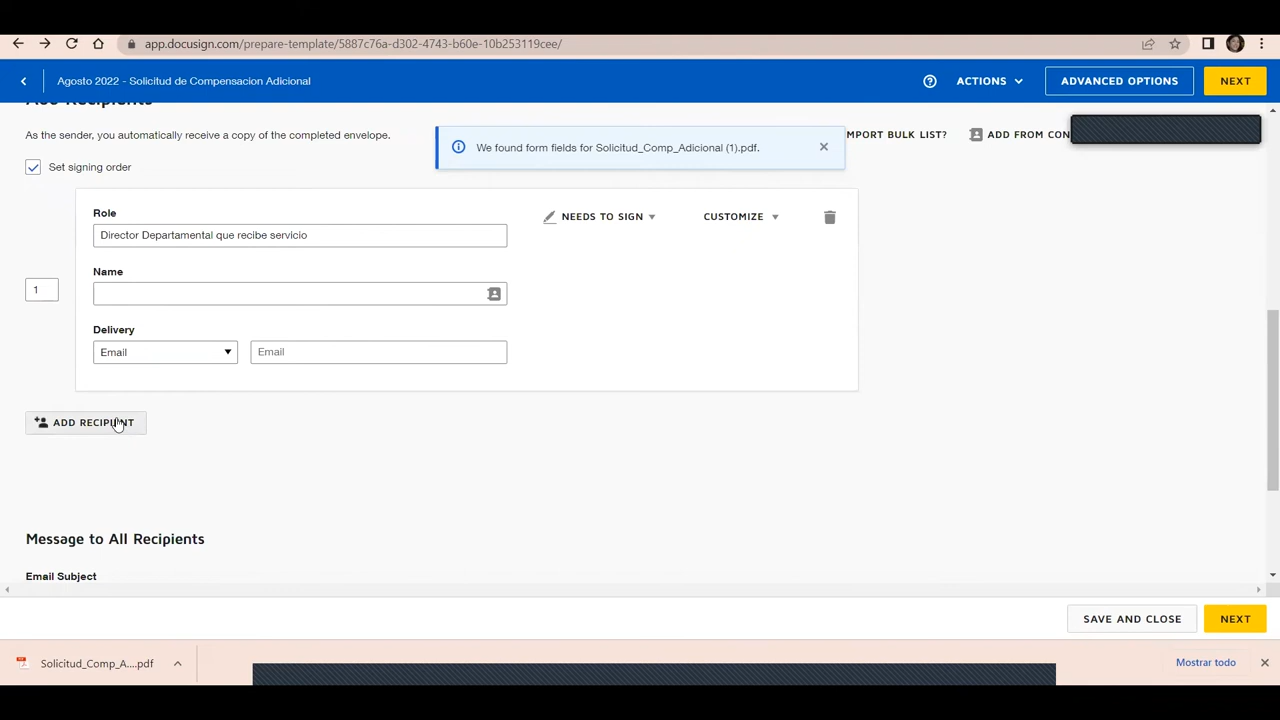 app.docusign.com/prepare-template/5887c76a-d302-4743-b60e-10b253119cee/
Agosto 2022 - Solicitud de Compensacion Adicional
ACTIONS
ADVANCED OPTIONS
NEXT
Add Recipients
As the sender, you automatically receive a copy of the completed envelope.
We found form fields for Solicitud_Comp_Adicional (1).pdf.
MPORT BULK LIST?
ADD FROM CON
Set signing order
Role
NEEDS TO SIGN
CUSTOMIZE
Director Departamental que recibe servicio
Name
1
Delivery
Email
Email
ADD RECIPIENT
Message to All Recipients
Email Subject
SAVE AND CLOSE
NEXT
Solicitud_Comp_A....pdf
Mostrar todo